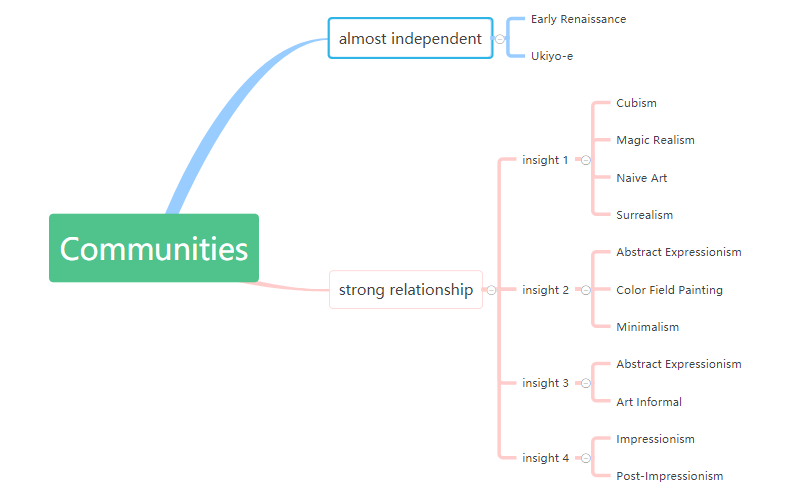 Communities
almost independent
Early Renaissance
Ukiyo-e
strong relationship
insight 1
Cubism
Magic Realism
Naive Art
Surrealism
insight 2
Abstract Expressionism
Color Field Painting
Minimalism
insight 3
Abstract Expressionism
Art Informal
insight 4
Impressionism
Post-Impressionism